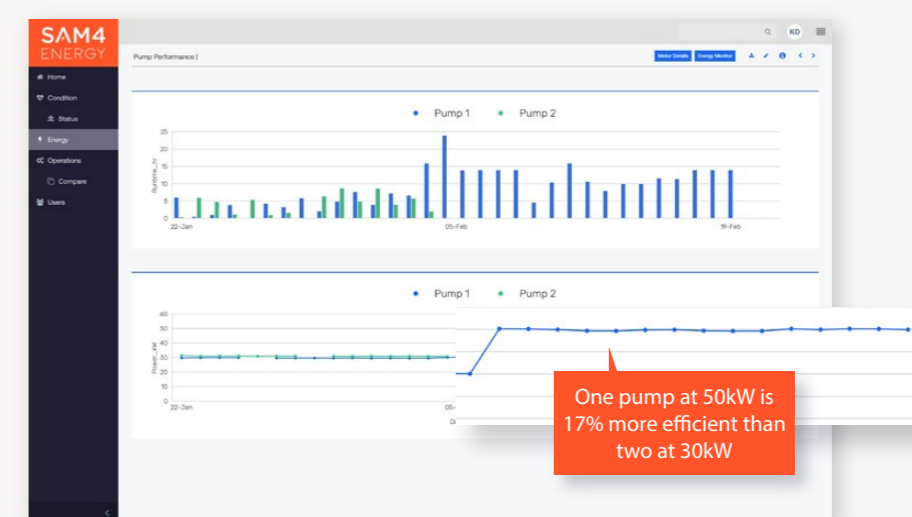 SAM4
ENERGY
KD
Pump Performance |
Motor Details
Energy Monitor
Home
Condition
Status
Energy
Operations
Compare
Users
Pump 1
Pump 2
25
20
15
10
5
0
Runtime_hr
22-Jan
05-Feb
19-Feb
Pump 1
Pump 2
60
50
40
30
20
10
0
Power_kW
22-Jan
05-
One pump at 50kW is
17% more efficient than
two at 30kW